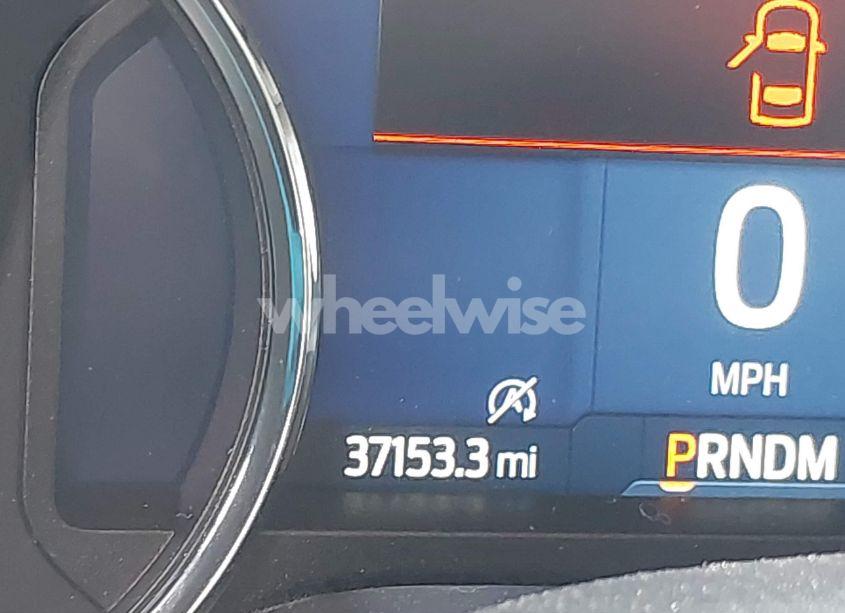 0
wheelwise
MPH
37153.3 mi
PRNDM